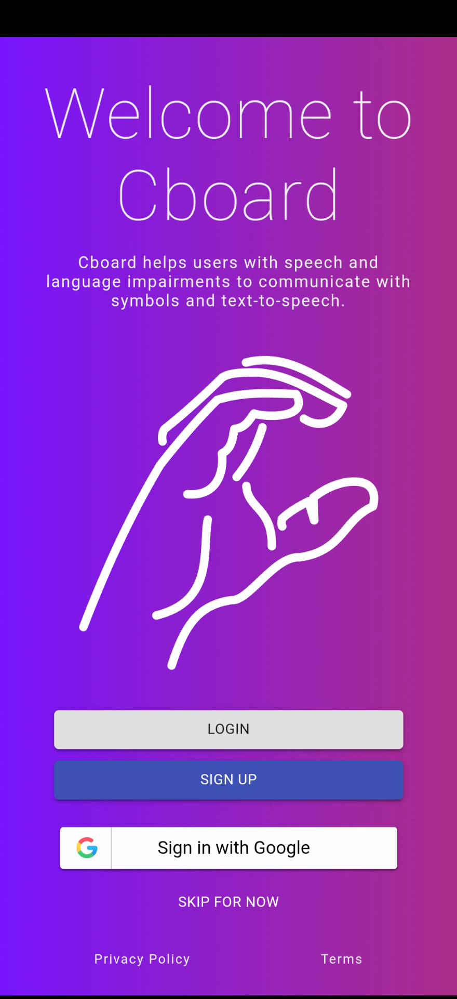 Welcome to
Cboard
Cboard helps users with speech and
language impairments to communicate with
symbols and text-to-speech.
LOGIN
SIGN UP
Sign in with Google
SKIP FOR NOW
Privacy Policy
Terms